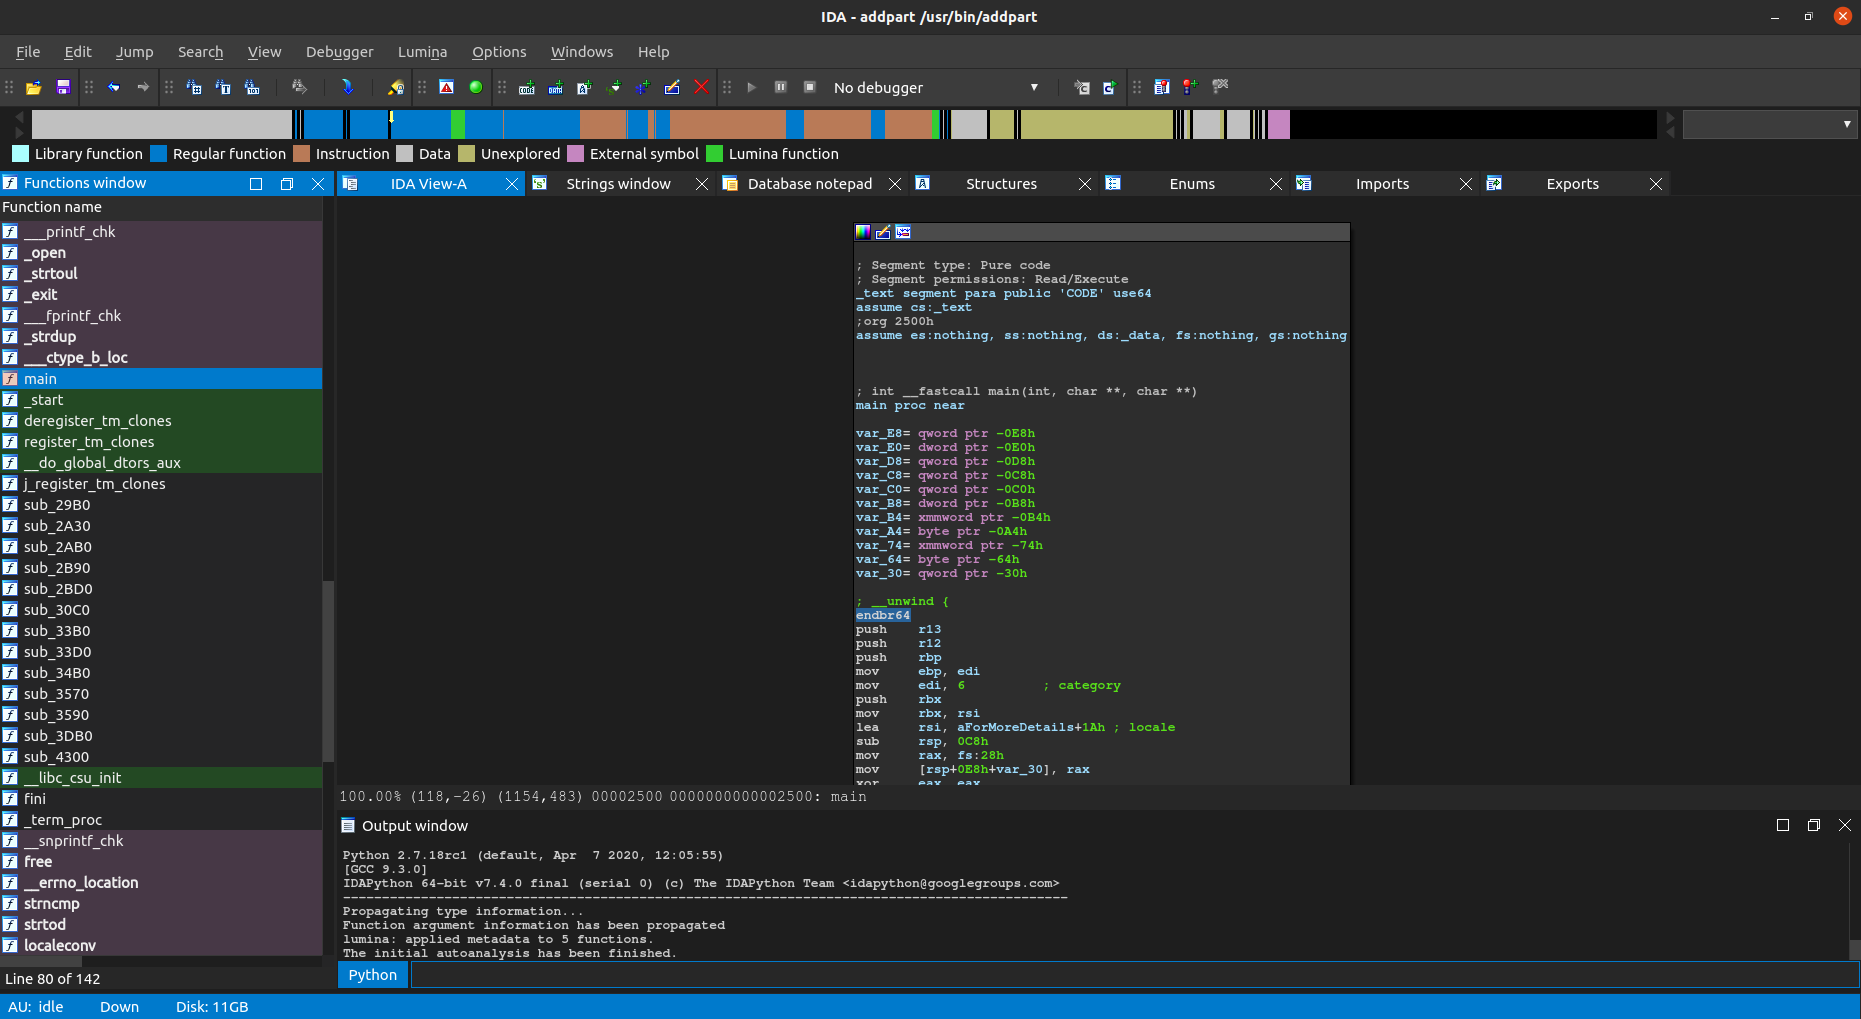 IDA - addpart /usr/bin/addpart
File Edit Jump Search View Debugger Lumina Options Windows Help
No debugger
Library function Regular function Instruction Data Unexplored External symbol Lumina function
Functions window
Function name
___printf_chk
_open
_strtoul
_exit
___fprintf_chk
_strdup
___ctype_b_loc
main
_start
deregister_tm_clones
register_tm_clones
__do_global_dtors_aux
j_register_tm_clones
sub_29B0
sub_2A30
sub_2AB0
sub_2B90
sub_2BD0
sub_30C0
sub_33B0
sub_33D0
sub_34B0
sub_3570
sub_3590
sub_3DB0
sub_4300
__libc_csu_init
fini
_term_proc
__snprintf_chk
free
__errno_location
strncmp
strtod
localeconv
Line 80 of 142
IDA View-A Strings window Database notepad Structures Enums Imports Exports
; Segment type: Pure code
; Segment permissions: Read/Execute
_text segment para public 'CODE' use64
assume cs:_text
;org 2500h
assume es:nothing, ss:nothing, ds:_data, fs:nothing, gs:nothing
; int __fastcall main(int, char **, char **)
main proc near
var_E8= qword ptr -0E8h
var_E0= dword ptr -0E0h
var_D8= qword ptr -0D8h
var_C8= qword ptr -0C8h
var_C0= qword ptr -0C0h
var_B8= dword ptr -0B8h
var_B4= xmmword ptr -0B4h
var_A4= byte ptr -0A4h
var_74= xmmword ptr -74h
var_64= byte ptr -64h
var_30= qword ptr -30h
; __unwind {
endbr64
push r13
push r12
push rbp
mov ebp, edi
mov edi, 6 ; category
push rbx
mov rbx, rsi
lea rsi, aForMoreDetails+1Ah ; locale
sub rsp, 0C8h
mov rax, fs:28h
mov [rsp+0E8h+var_30], rax
xor eax, eax
100.00% (118,-26) (1154,483) 00002500 0000000000002500: main
Output window
Python 2.7.18rc1 (default, Apr  7 2020, 12:05:55)
[GCC 9.3.0]
IDAPython 64-bit v7.4.0 final (serial 0) (c) The IDAPython Team <idapython@googlegroups.com>
Propagating type information...
Function argument information has been propagated
lumina: applied metadata to 5 functions.
The initial autoanalysis has been finished.
Python
AU: idle Down Disk: 11GB